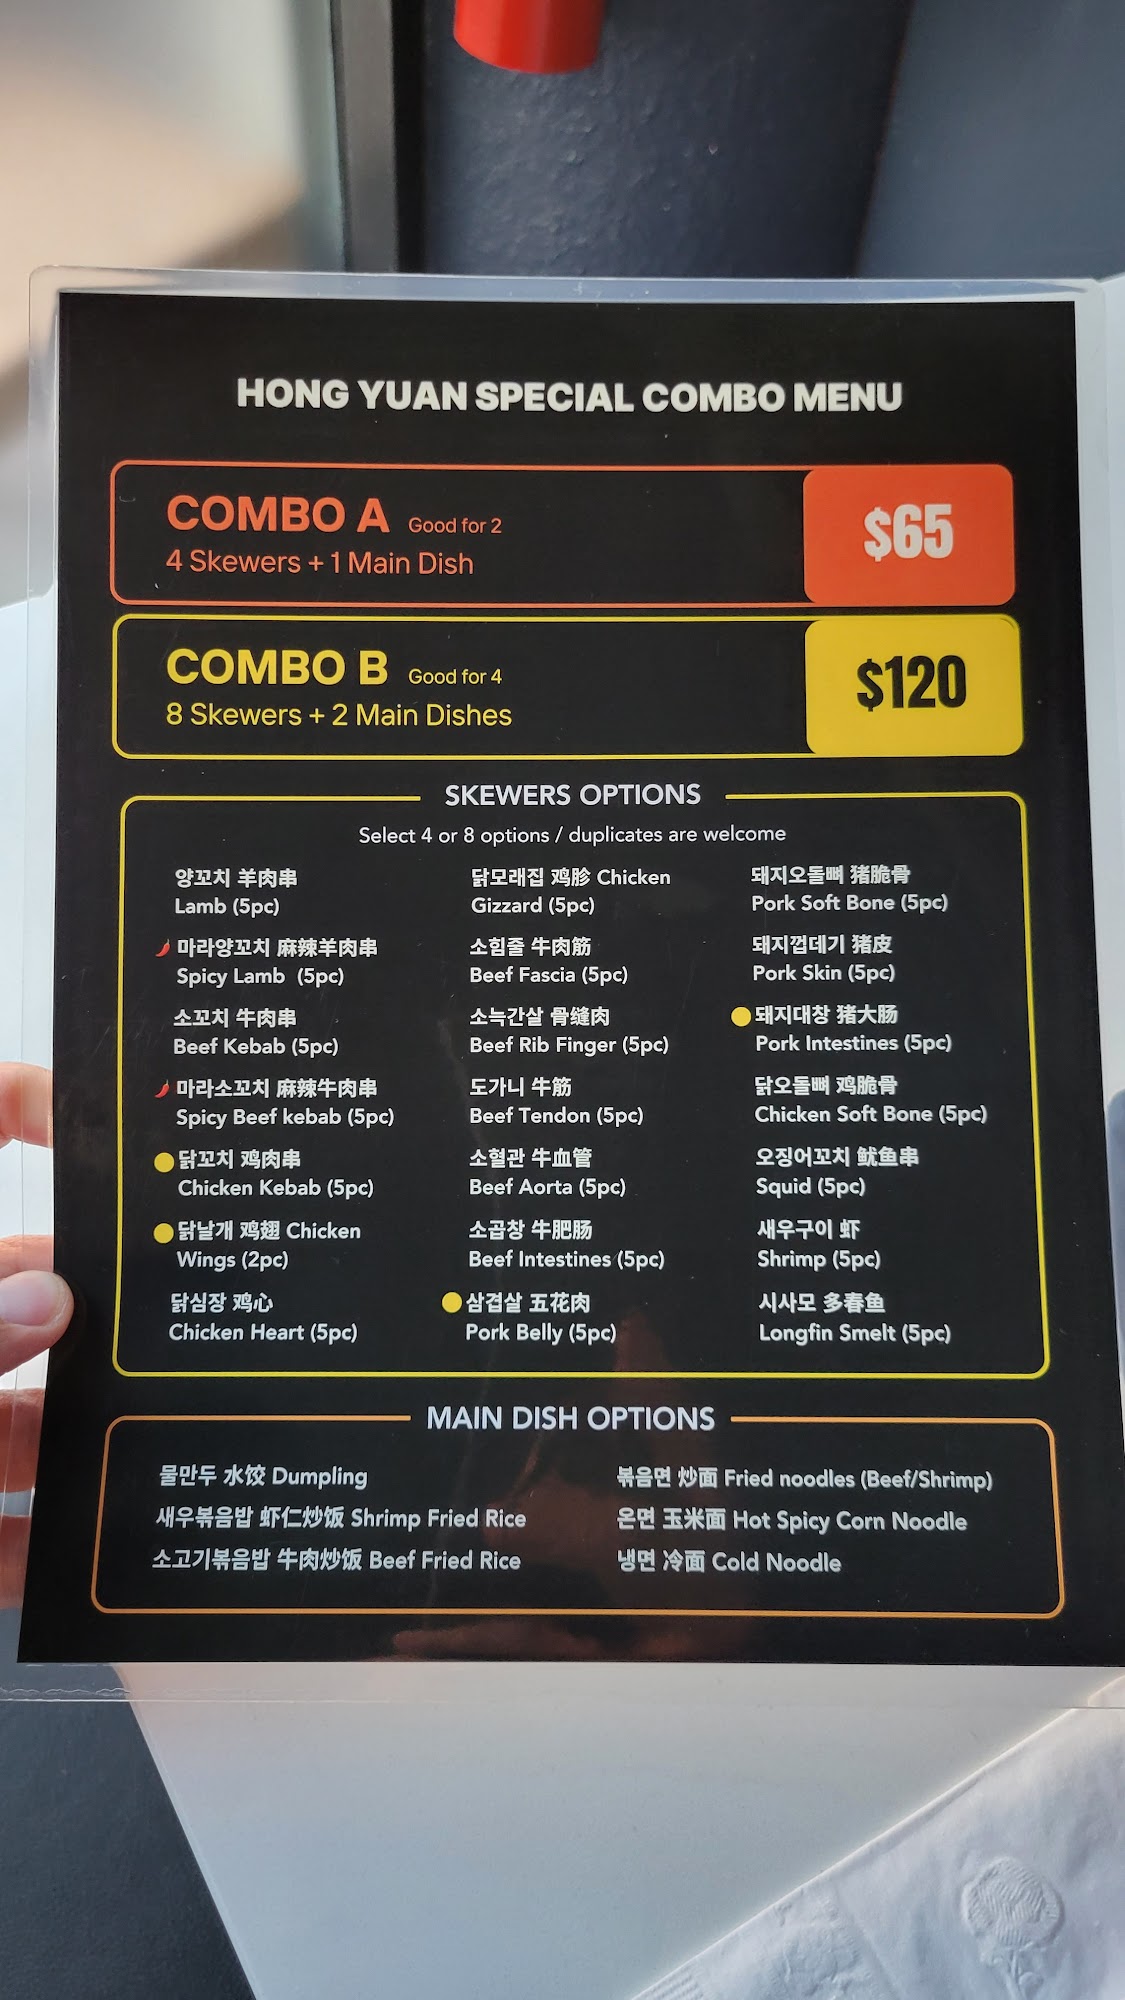 HONG YUAN SPECIAL COMBO MENU
COMBO A Good for 2
4 Skewers + 1 Main Dish
$65
COMBO B Good for 4
8 Skewers + 2 Main Dishes
$120
SKEWERS OPTIONS
Select 4 or 8 options / duplicates are welcome
양꼬치 羊肉串
Lamb (5pc)
마라양꼬치 麻辣羊肉串
Spicy Lamb (5pc)
소꼬치 牛肉串
Beef Kebab (5pc)
마라소꼬치 麻辣牛肉串
Spicy Beef kebab (5pc)
닭꼬치 鸡肉串
Chicken Kebab (5pc)
닭날개 鸡翅 Chicken
Wings (2pc)
닭심장 鸡心
Chicken Heart (5pc)
닭모래집 鸡胗 Chicken
Gizzard (5pc)
소힘줄 牛肉筋
Beef Fascia (5pc)
소늑간살 骨缝肉
Beef Rib Finger (5pc)
도가니 牛筋
Beef Tendon (5pc)
소혈관 牛血管
Beef Aorta (5pc)
소곱창 牛肥肠
Beef Intestines (5pc)
삼겹살 五花肉
Pork Belly (5pc)
돼지오돌뼈 猪脆骨
Pork Soft Bone (5pc)
돼지껍데기 猪皮
Pork Skin (5pc)
돼지대창 猪大肠
Pork Intestines (5pc)
닭오돌뼈 鸡脆骨
Chicken Soft Bone (5pc)
오징어꼬치 鱿鱼串
Squid (5pc)
새우구이 虾
Shrimp (5pc)
시사모 多春鱼
Longfin Smelt (5pc)
MAIN DISH OPTIONS
물만두 水饺 Dumpling
새우볶음밥 虾仁炒饭 Shrimp Fried Rice
소고기볶음밥 牛肉炒饭 Beef Fried Rice
볶음면 炒面 Fried noodles (Beef/Shrimp)
온면 玉米面 Hot Spicy Corn Noodle
냉면 冷面 Cold Noodle